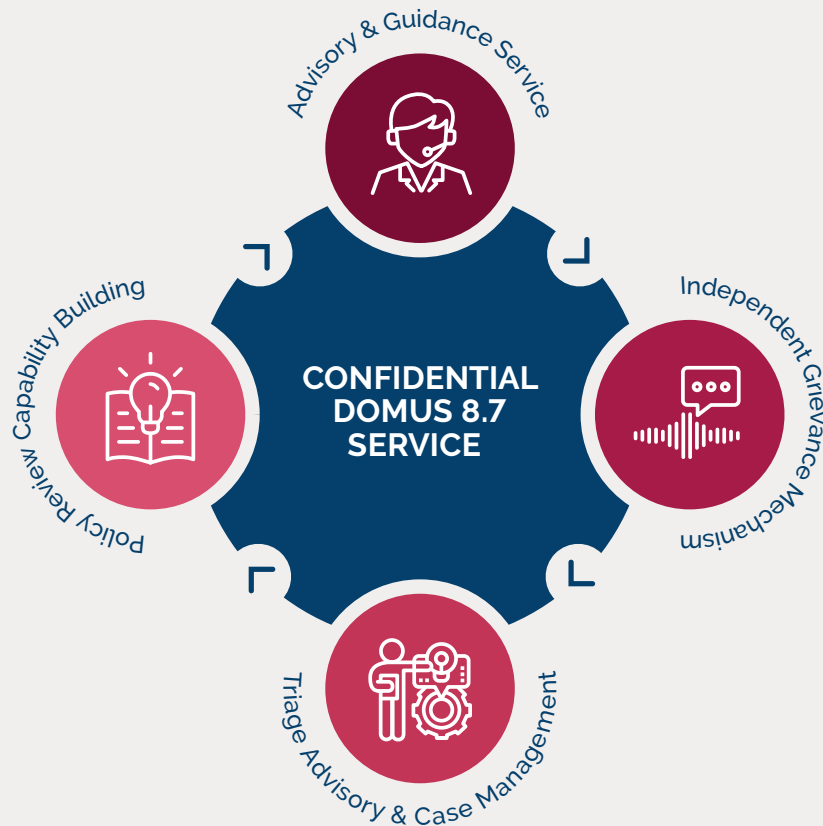 Advisory & Guidance Service
Independent Grievance Mechanism
CONFIDENTIAL
DOMUS 8.7
SERVICE
Policy Review Capability Building
Triage Advisory & Case Management